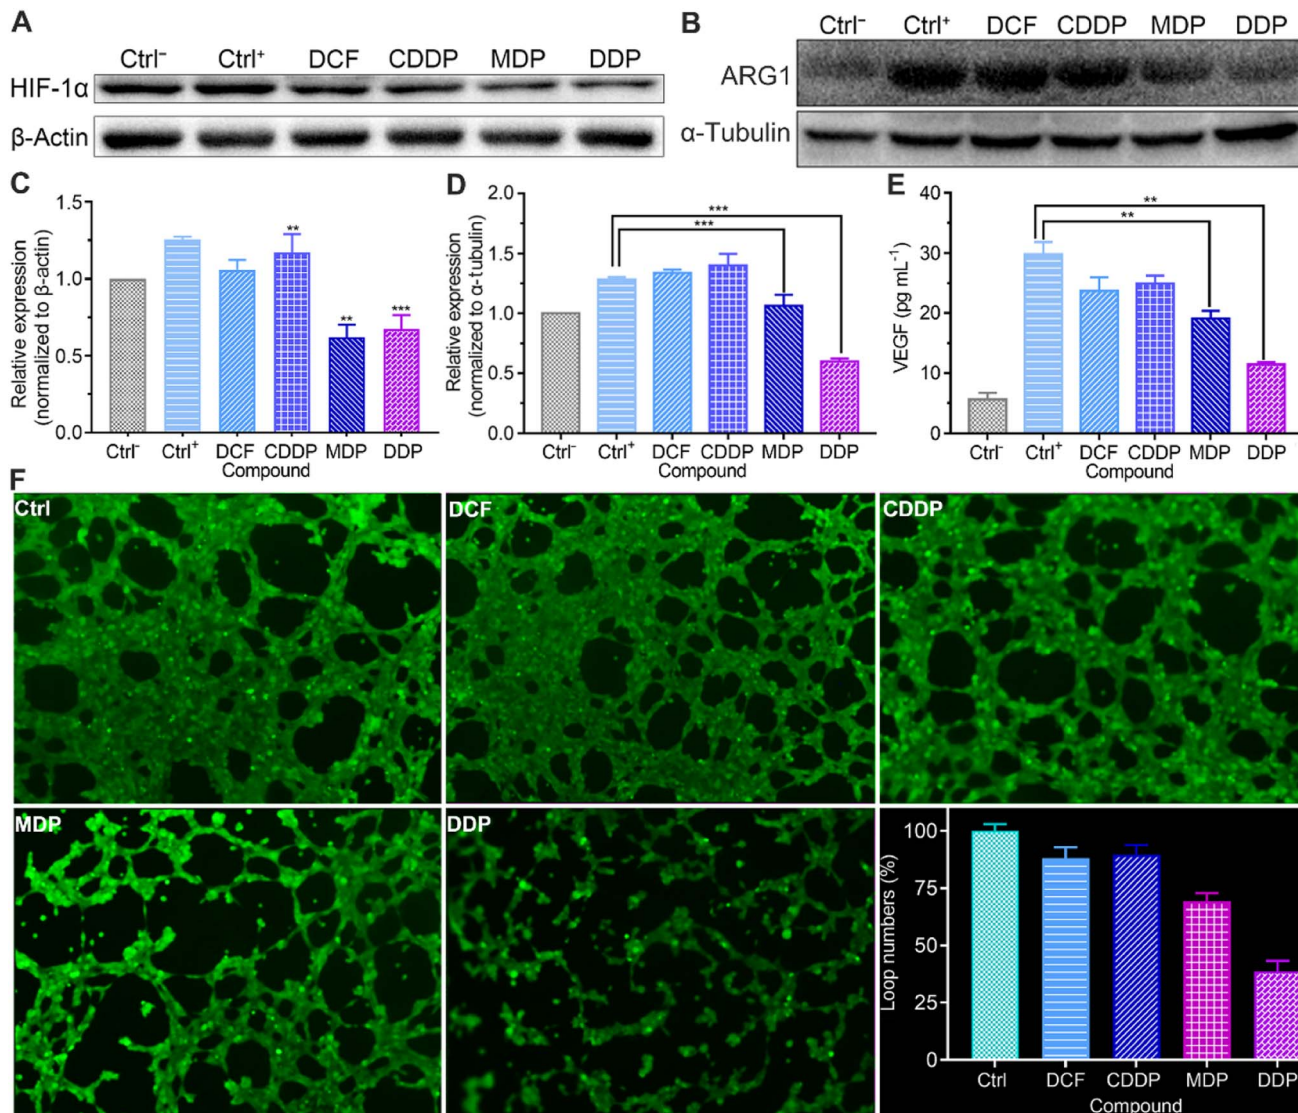 A
Ctrl⁻ Ctrl⁺ DCF CDDP MDP DDP
HIF-1α
β-Actin
B
Ctrl⁻ Ctrl⁺ DCF CDDP MDP DDP
ARG1
α-Tubulin
C
Relative expression
(normalized to β-actin)
1.5
1.0
0.5
0.0
**
**
***
Ctrl⁻ Ctrl⁺ DCF CDDP MDP DDP
Compound
D
Relative expression
(normalized to α- tubulin)
2.0
1.5
1.0
0.5
0.0
***
***
Ctrl⁻ Ctrl⁺ DCF CDDP MDP DDP
Compound
E
VEGF (pg mL⁻¹)
40
30
20
10
0
**
**
Ctrl⁻ Ctrl⁺ DCF CDDP MDP DDP
Compound
F
Ctrl
DCF
CDDP
MDP
DDP
Loop numbers (%)
100
75
50
25
0
Ctrl DCF CDDP MDP DDP
Compound